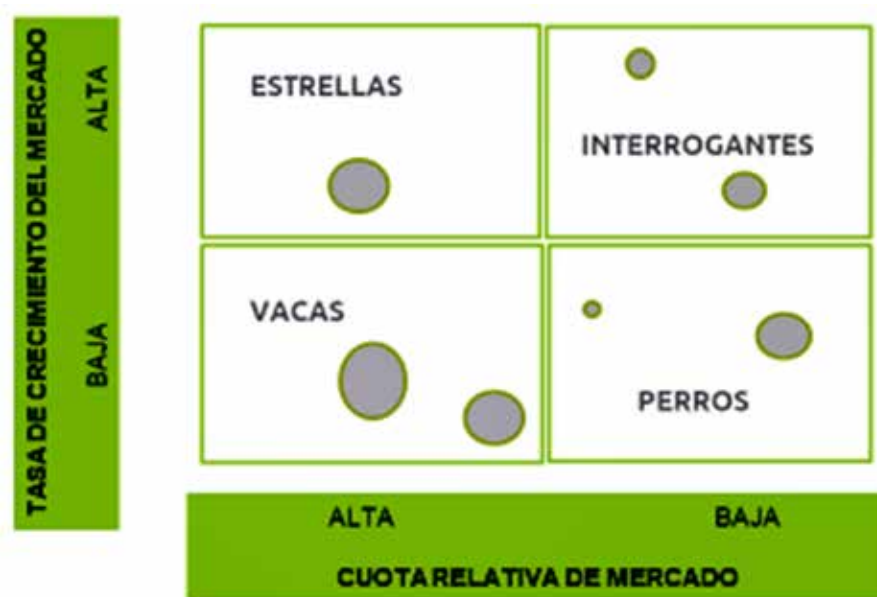 TASA DE CRECIMIENTO DEL MERCADO
ALTA
BAJA
ESTRELLAS
INTERROGANTES
VACAS
PERROS
ALTA
BAJA
CUOTA RELATIVA DE MERCADO